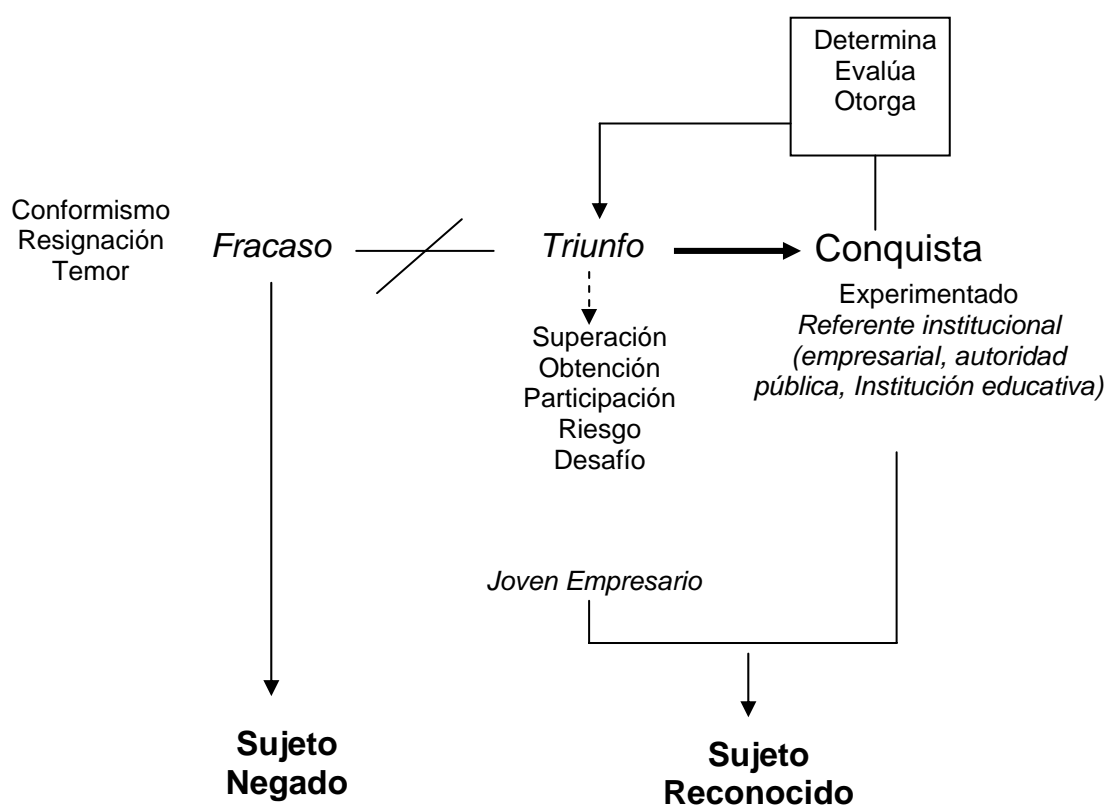 Determina
Evalúa
Otorga
Conformismo
Resignación
Temor
Fracaso
Triunfo
Conquista
Experimentado
Referente institucional
(empresarial, autoridad
pública, Institución educativa)
Superación
Obtención
Participación
Riesgo
Desafío
Joven Empresario
Sujeto
Negado
Sujeto
Reconocido